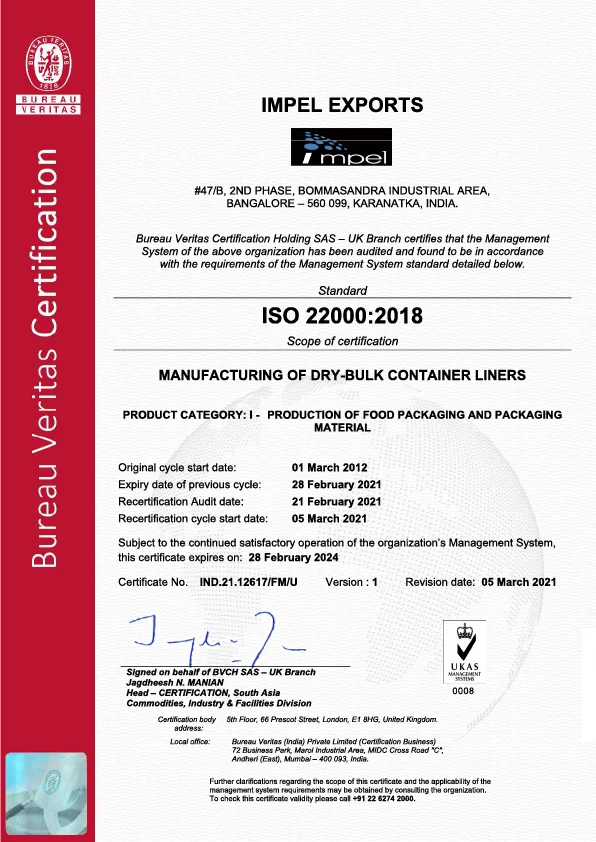 BUREAU VERITAS
1828
BUREAU
VERITAS
Bureau Veritas Certification
IMPEL EXPORTS
impel
#47/B, 2ND PHASE, BOMMASANDRA INDUSTRIAL AREA,
BANGALORE – 560 099, KARANATKA, INDIA.
Bureau Veritas Certification Holding SAS – UK Branch certifies that the Management
System of the above organization has been audited and found to be in accordance
with the requirements of the Management System standard detailed below.
Standard
ISO 22000:2018
Scope of certification
MANUFACTURING OF DRY-BULK CONTAINER LINERS
PRODUCT CATEGORY: I - PRODUCTION OF FOOD PACKAGING AND PACKAGING
MATERIAL
Original cycle start date: 01 March 2012
Expiry date of previous cycle: 28 February 2021
Recertification Audit date: 21 February 2021
Recertification cycle start date: 05 March 2021
Subject to the continued satisfactory operation of the organization's Management System,
this certificate expires on: 28 February 2024
Certificate No. IND.21.12617/FM/U Version : 1 Revision date: 05 March 2021
Signed on behalf of BVCH SAS – UK Branch
Jagdheesh N. MANIAN
Head – CERTIFICATION, South Asia
Commodities, Industry & Facilities Division
UKAS
MANAGEMENT
SYSTEMS
0008
Certification body 5th Floor, 66 Prescot Street, London, E1 8HG, United Kingdom.
address:
Local office: Bureau Veritas (India) Private Limited (Certification Business)
72 Business Park, Marol Industrial Area, MIDC Cross Road "C",
Andheri (East), Mumbai – 400 093, India.
Further clarifications regarding the scope of this certificate and the applicability of the
management system requirements may be obtained by consulting the organization.
To check this certificate validity please call +91 22 6274 2000.